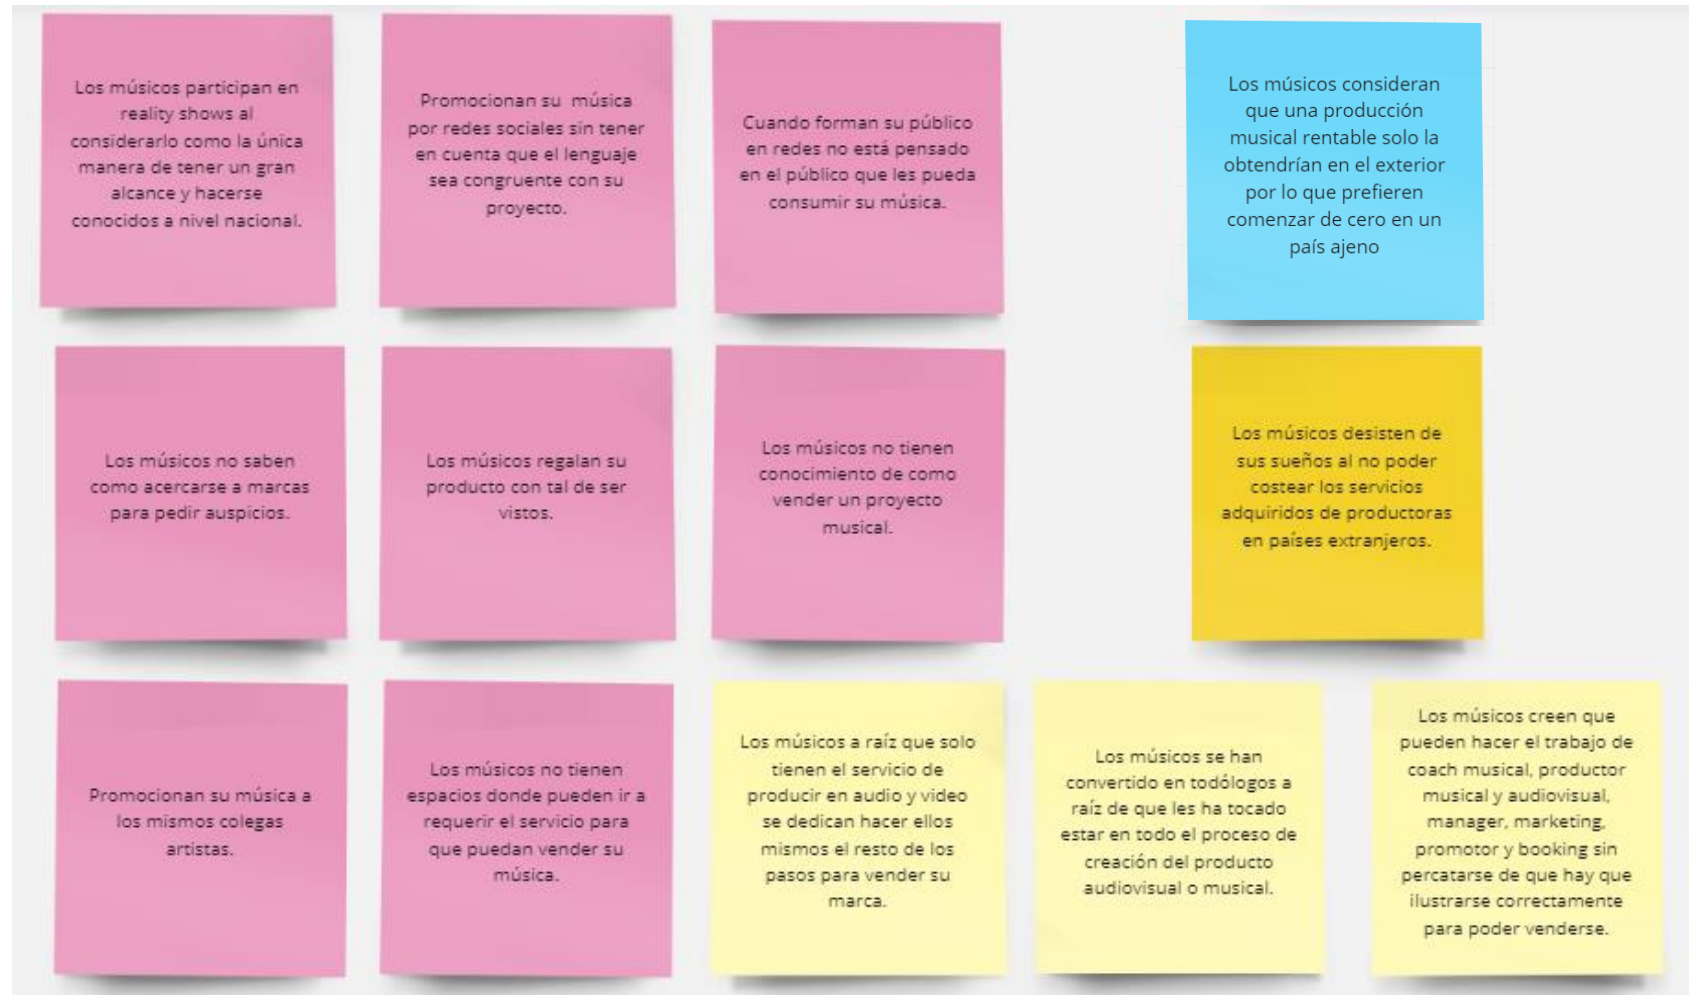 Los músicos participan en
reality shows al
considerarlo como la única
manera de tener un gran
alcance y hacerse
conocidos a nivel nacional.
Promocionan su música
por redes sociales sin tener
en cuenta que el lenguaje
sea congruente con su
proyecto.
Cuando forman su público
en redes no está pensado
en el público que les pueda
consumir su música.
Los músicos consideran
que una producción
musical rentable solo la
obtendrían en el exterior
por lo que prefieren
comenzar de cero en un
país ajeno
Los músicos no saben
como acercarse a marcas
para pedir auspicios.
Los músicos regalan su
producto con tal de ser
vistos.
Los músicos no tienen
conocimiento de como
vender un proyecto
musical.
Los músicos desisten de
sus sueños al no poder
costear los servicios
adquiridos de productoras
en países extranjeros.
Promocionan su música a
los mismos colegas
artistas.
Los músicos no tienen
espacios donde pueden ir a
requerir el servicio para
que puedan vender su
música.
Los músicos a raíz que solo
tienen el servicio de
producir en audio y video
se dedican hacer ellos
mismos el resto de los
pasos para vender su
marca.
Los músicos se han
convertido en todólogos a
raíz de que les ha tocado
estar en todo el proceso de
creación del producto
audiovisual o musical.
Los músicos creen que
pueden hacer el trabajo de
coach musical, productor
musical y audiovisual,
manager, marketing,
promotor y booking sin
percatarse de que hay que
ilustrarse correctamente
para poder venderse.